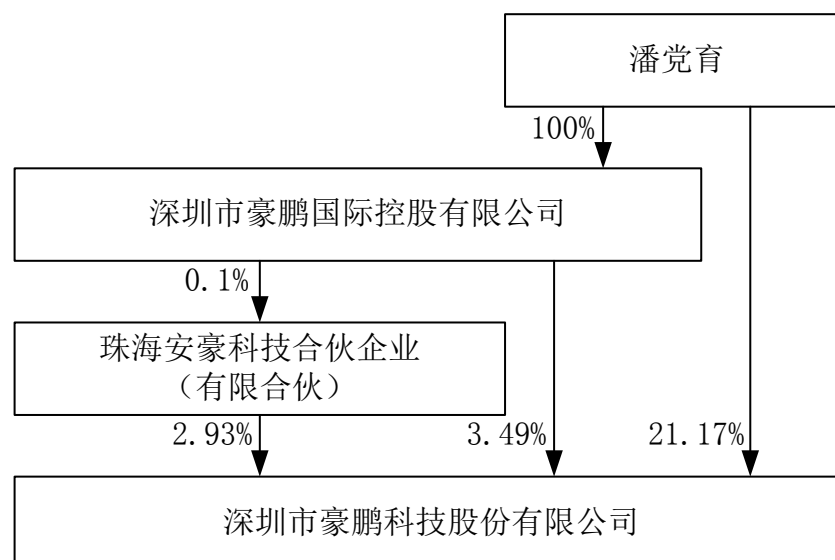 潘党育
100%
深圳市豪鹏国际控股有限公司
0.1%
珠海安豪科技合伙企业
（有限合伙）
2.93%
3.49%
21.17%
深圳市豪鹏科技股份有限公司